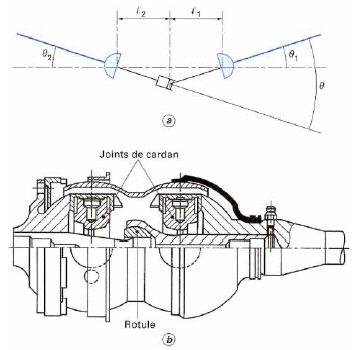 ℓ₂ ℓ₁
θ₂ θ₁
θ
a
Joints de cardan
Rotule
b